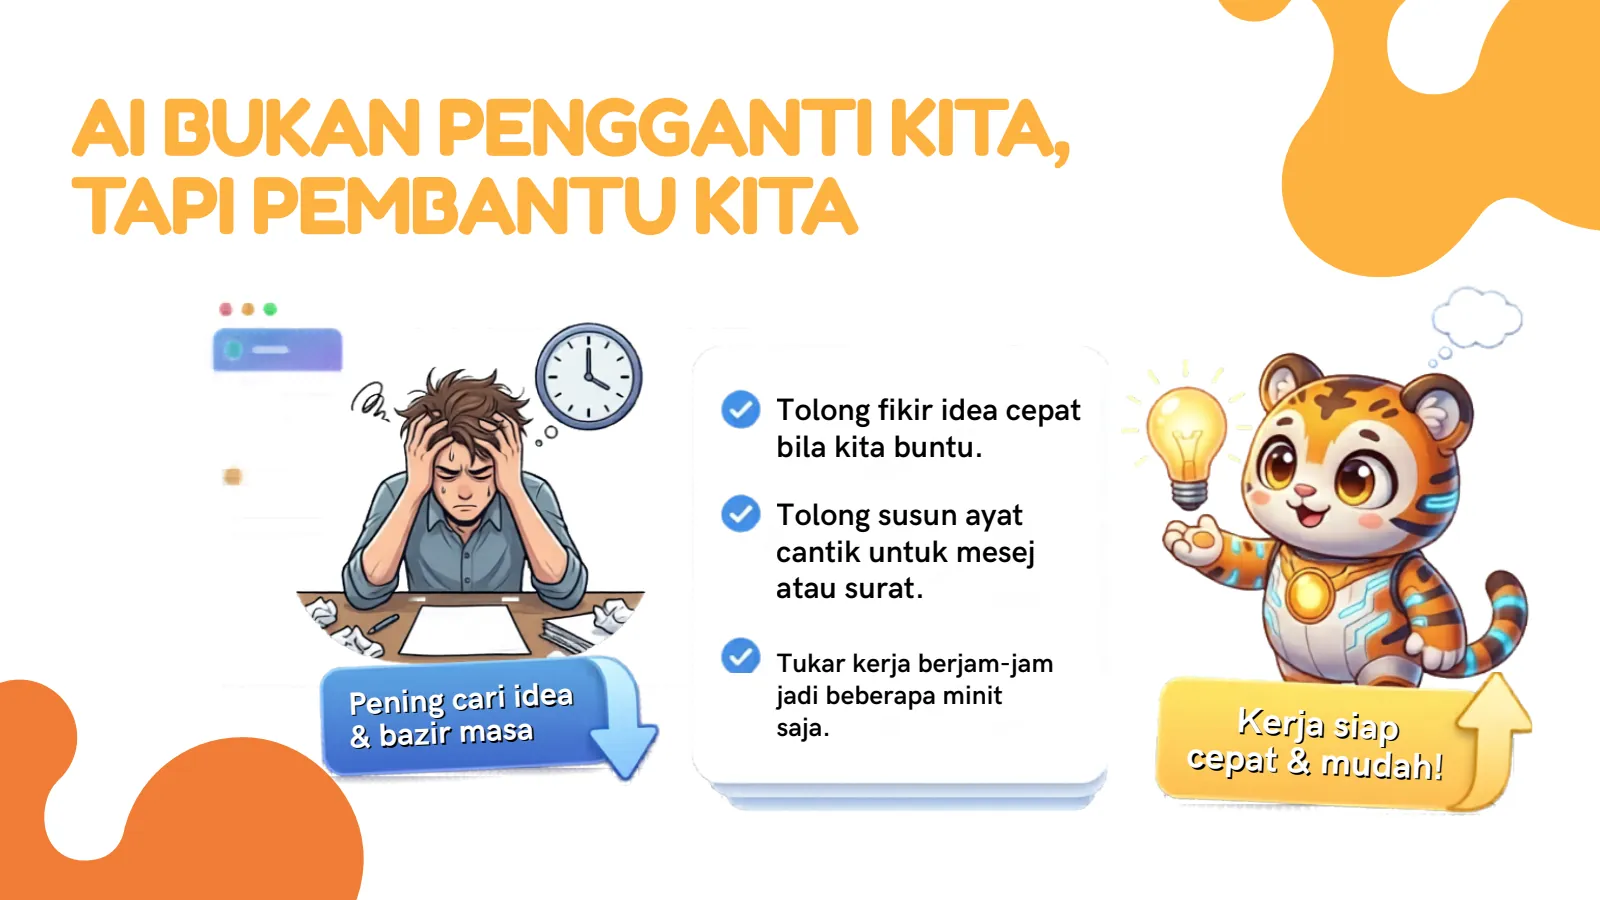 AI BUKAN PENGGANTI KITA,
TAPI PEMBANTU KITA
Pening cari idea
& bazir masa
Tolong fikir idea cepat
bila kita buntu.
Tolong susun ayat
cantik untuk mesej
atau surat.
Tukar kerja berjam-jam
jadi beberapa minit
saja.
Kerja siap
cepat & mudah!